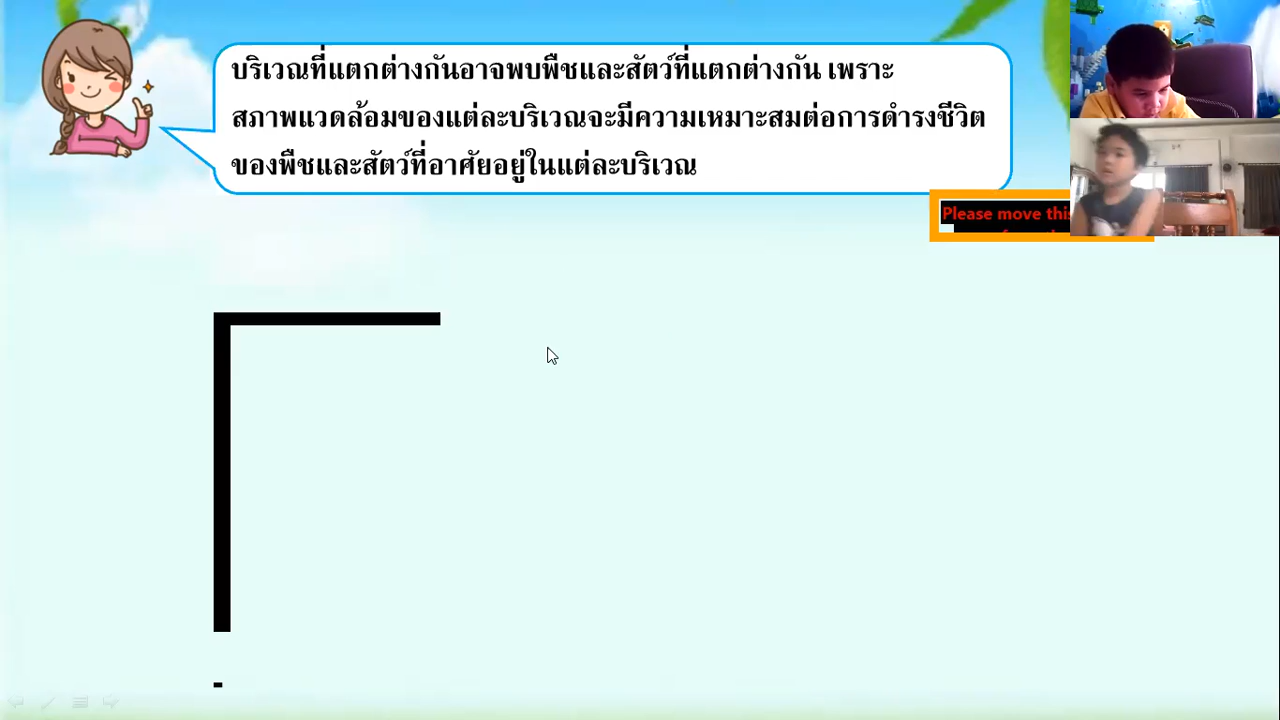 บริเวณที่แตกต่างกันอาจพบพืชและสัตว์ที่แตกต่างกัน เพราะ
สภาพแวดล้อมของแต่ละบริเวณจะมีความเหมาะสมต่อการดำรงชีวิต
ของพืชและสัตว์ที่อาศัยอยู่ในแต่ละบริเวณ
Please move this